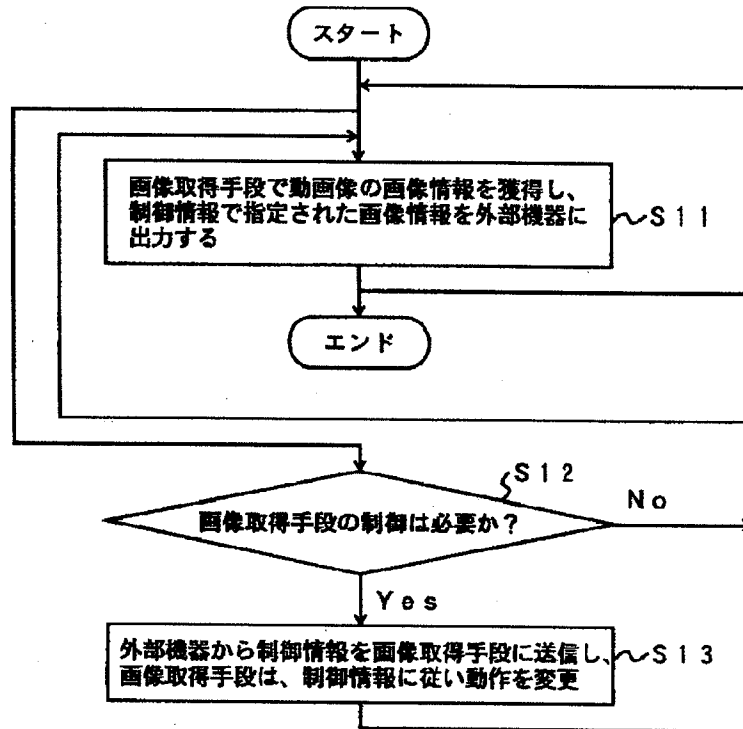 スタート
画像取得手段で動画像の画像情報を獲得し、
制御情報で指定された画像情報を外部機器に
出力する
S11
エンド
S12
画像取得手段の制御は必要か?
No
Yes
外部機器から制御情報を画像取得手段に送信し、
画像取得手段は、制御情報に従い動作を変更
S13